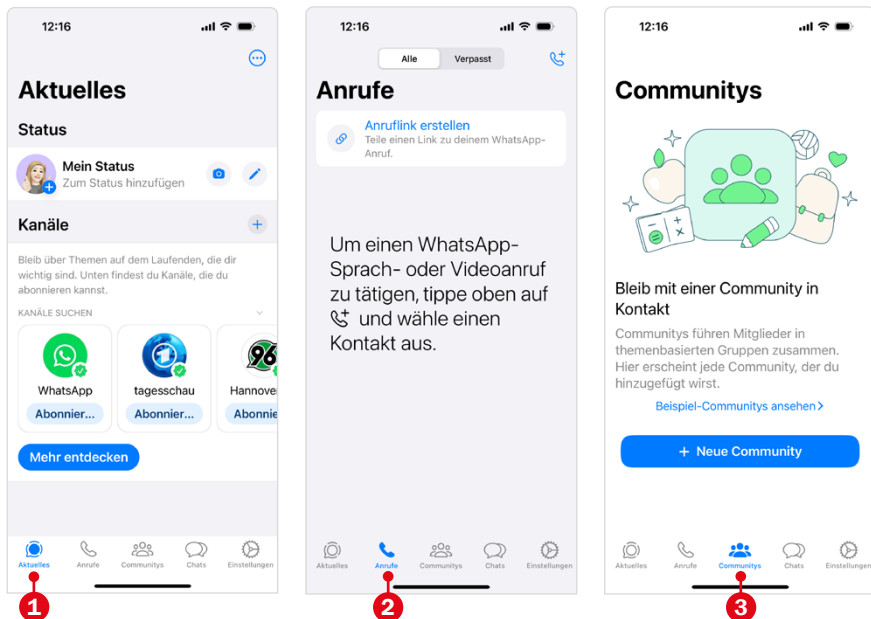 12:16
Aktuelles
Status
Mein Status
Zum Status hinzufügen
Kanäle
Bleib über Themen auf dem Laufenden, die dir
wichtig sind. Unten findest du Kanäle, die du
abonnieren kannst.
KANÄLE SUCHEN
WhatsApp
tagesschau
Hannove
Abonnier...
Abonnier...
Abonnie
Mehr entdecken
Aktuelles
Anrufe
Communitys
Chats
Einstellungen
1
12:16
Alle
Verpasst
Anrufe
Anruflink erstellen
Teile einen Link zu deinem WhatsApp-
Anruf.
Um einen WhatsApp-
Sprach- oder Videoanruf
zu tätigen, tippe oben auf
und wähle einen
Kontakt aus.
Aktuelles
Anrufe
Communitys
Chats
Einstellungen
2
12:16
Communitys
Bleib mit einer Community in
Kontakt
Communitys führen Mitglieder in
themenbasierten Gruppen zusammen.
Hier erscheint jede Community, der du
hinzugefügt wirst.
Beispiel-Communitys ansehen
+ Neue Community
Aktuelles
Anrufe
Communitys
Chats
Einstellungen
3